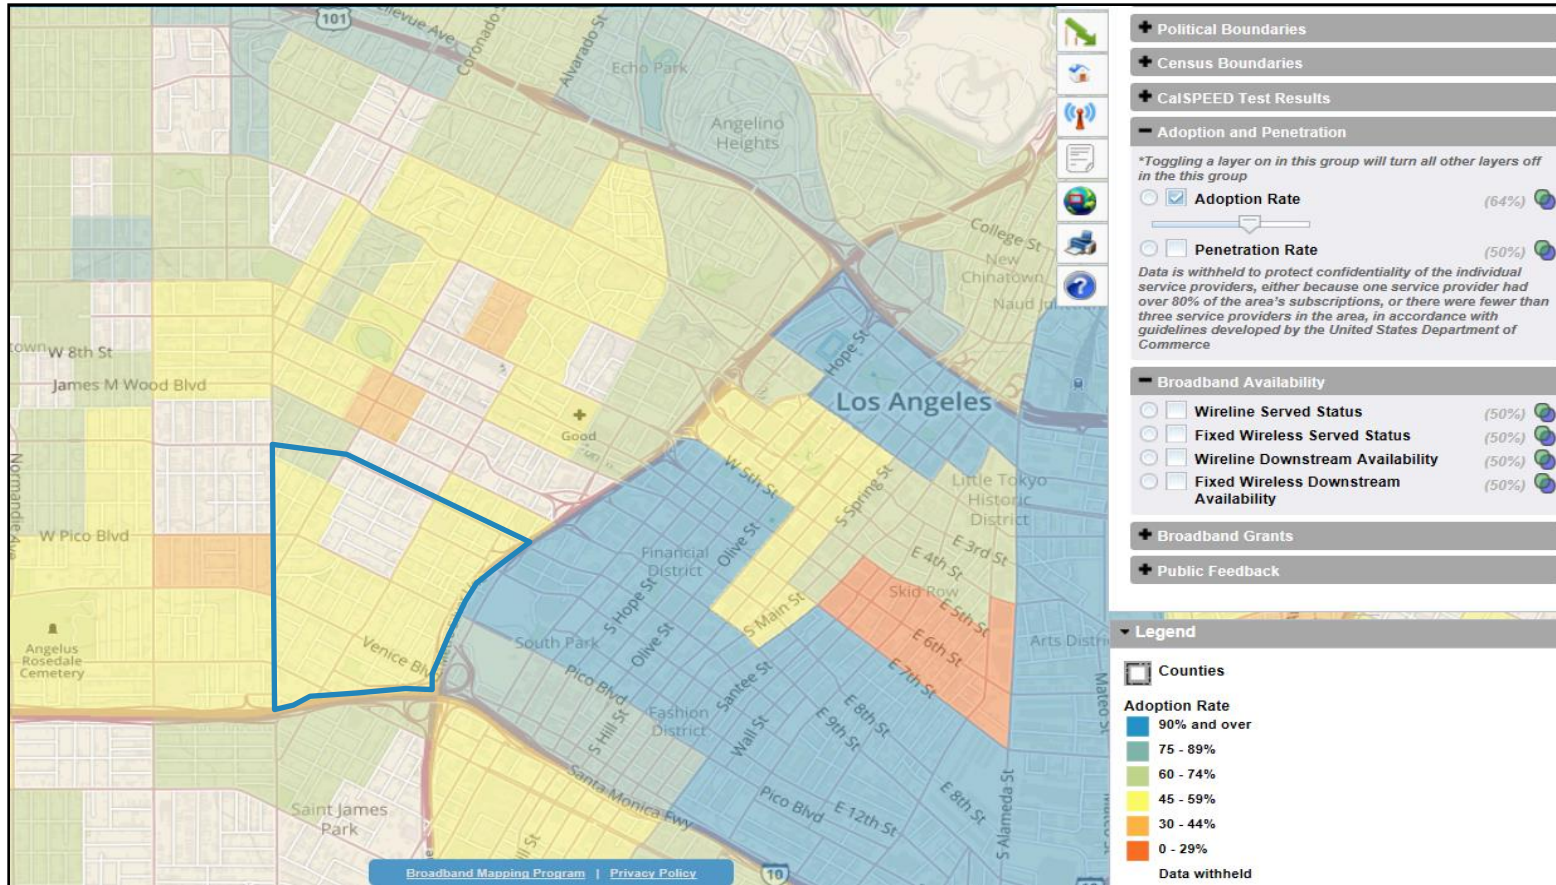 101
Bellevue Ave
Coronado St
Alvarado St
Echo Park
Angelino
Heights
College St
New
Chinatown
Naud Junction
W 8th St
James M Wood Blvd
Hope St
Los Angeles
Good
Normandie Ave
W Pico Blvd
W 5th St
S Spring St
Little Tokyo
Historic
District
Olive St
Financial
District
E 3rd St
E 4th St
Skid Row
E 5th St
S Main St
S Hope St
E 6th St
Arts District
South Park
Olive St
E 7th St
Angelus
Rosedale
Cemetery
Venice Blvd
Pico Blvd
Santee St
Mateo St
Fashion
District
S Hill St
Wall St
E 8th St
E 9th St
Santa Monica Fwy
Pico Blvd
E 12th St
E 8th St
S Alameda St
Saint James
Park
Hill St
10
Broadband Mapping Program | Privacy Policy
Political Boundaries
Census Boundaries
CalSPEED Test Results
Adoption and Penetration
*Toggling a layer on in this group will turn all other layers off
in the this group
Adoption Rate (64%)
Penetration Rate (50%)
Data is withheld to protect confidentiality of the individual
service providers, either because one service provider had
over 80% of the area's subscriptions, or there were fewer than
three service providers in the area, in accordance with
guidelines developed by the United States Department of
Commerce
Broadband Availability
Wireline Served Status (50%)
Fixed Wireless Served Status (50%)
Wireline Downstream Availability (50%)
Fixed Wireless Downstream (50%)
Availability
Broadband Grants
Public Feedback
Legend
Counties
Adoption Rate
90% and over
75 - 89%
60 - 74%
45 - 59%
30 - 44%
0 - 29%
Data withheld